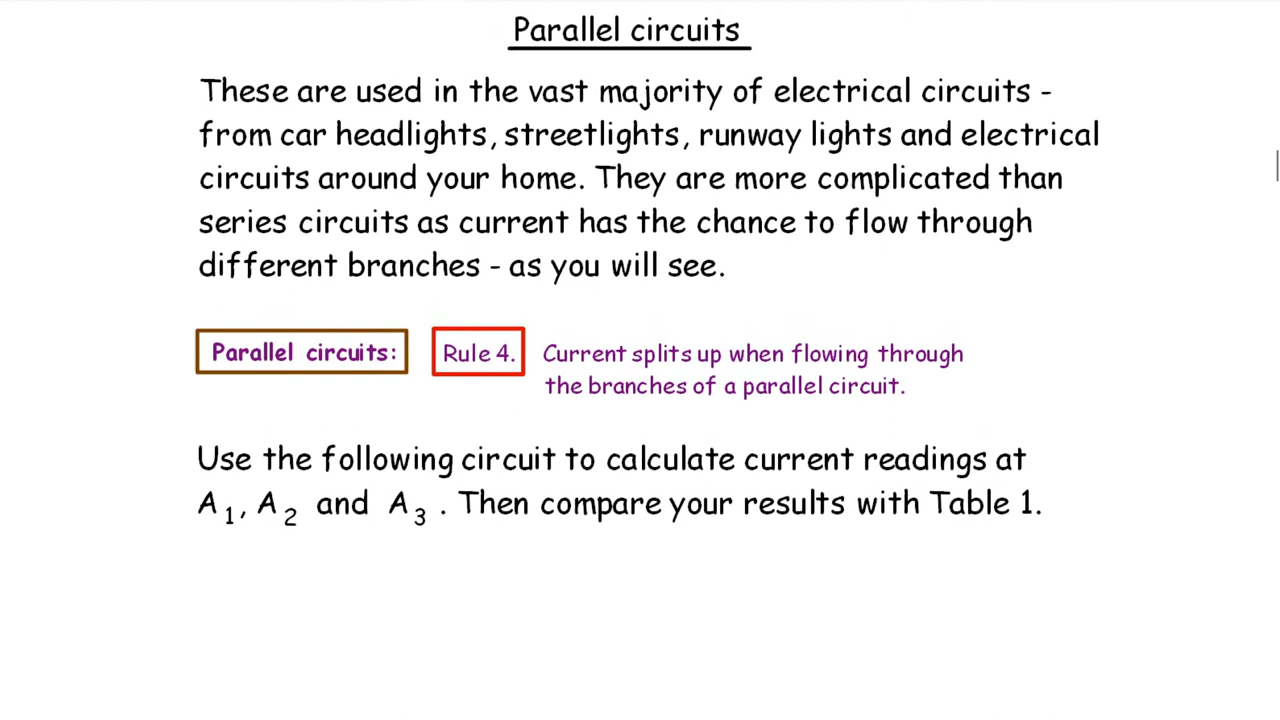 Parallel circuits
These are used in the vast majority of electrical circuits -
from car headlights, streetlights, runway lights and electrical
circuits around your home. They are more complicated than
series circuits as current has the chance to flow through
different branches - as you will see.
Parallel circuits: Rule 4. Current splits up when flowing through
the branches of a parallel circuit.
Use the following circuit to calculate current readings at
A₁, A₂ and A₃ . Then compare your results with Table 1.